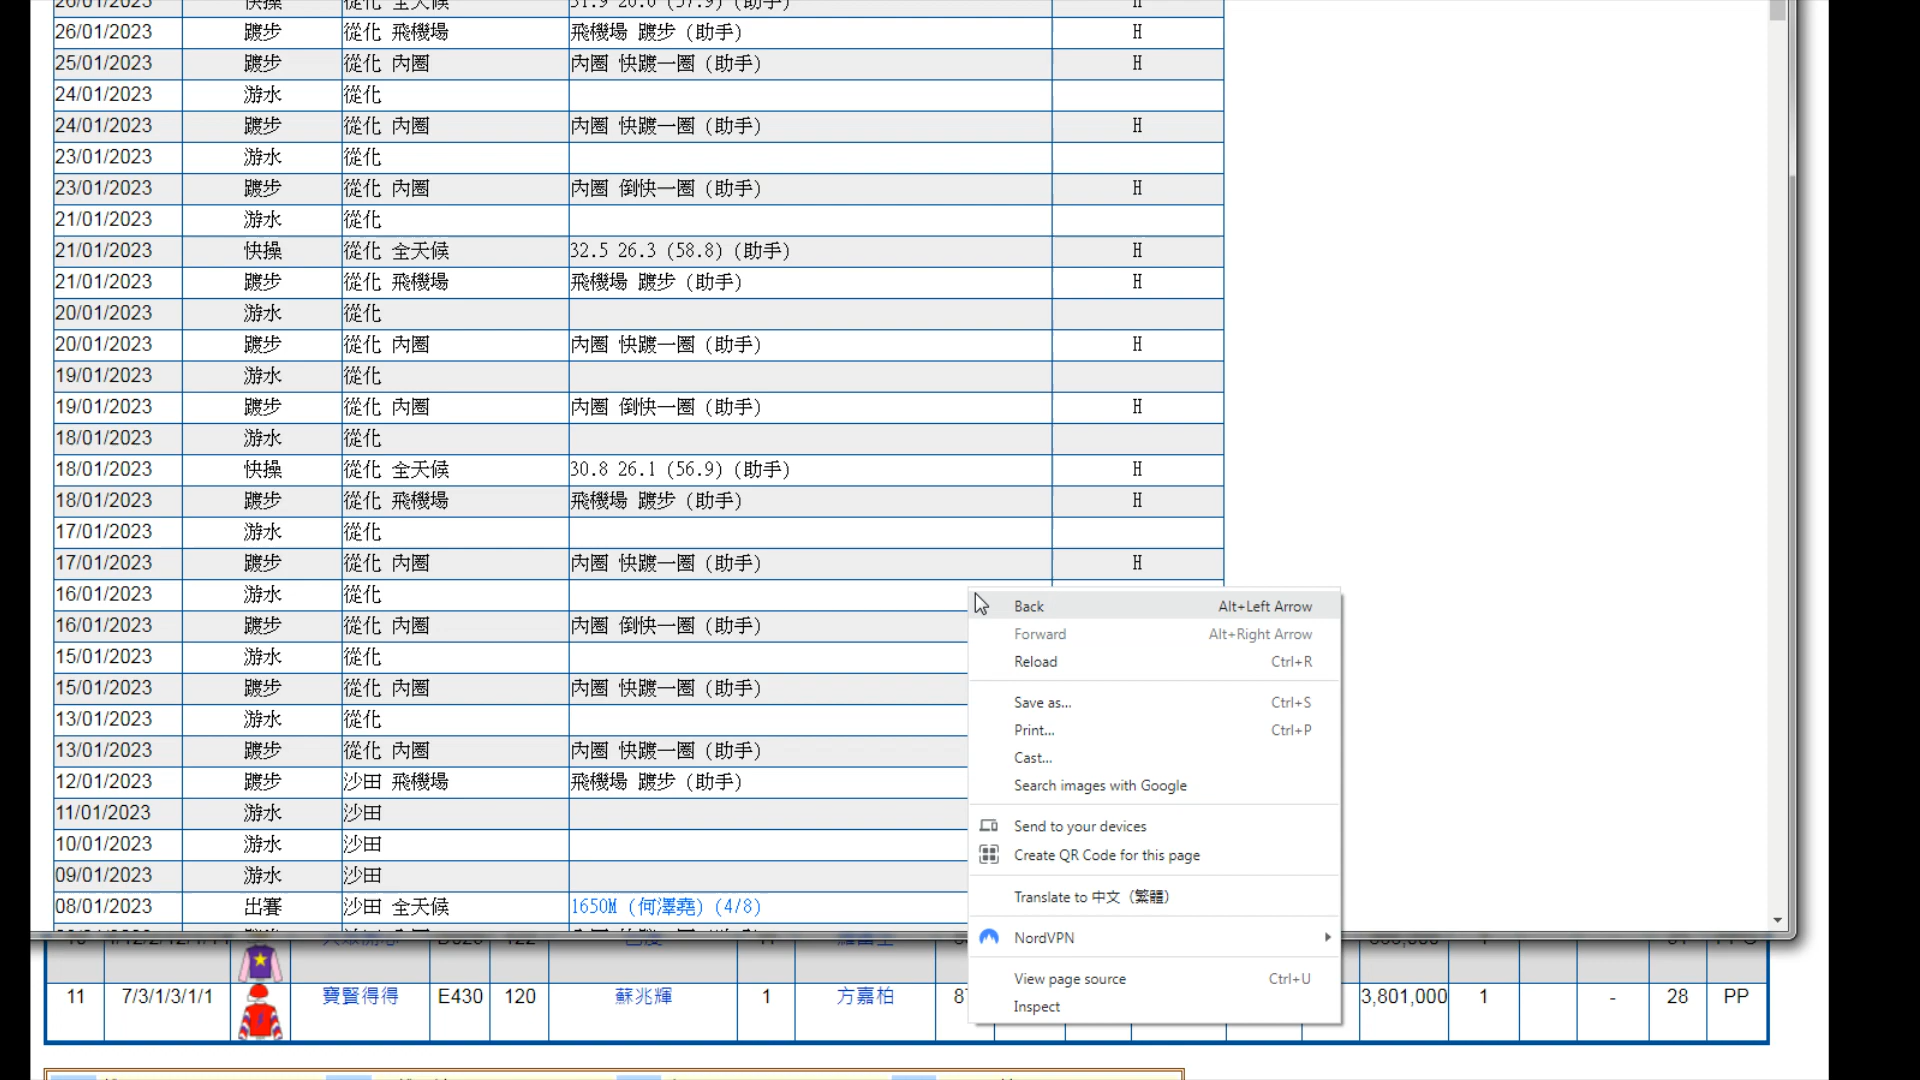 26/01/2023 快操 從化 全天候 31.9 26.0 (57.9) (助手) H
26/01/2023 踱步 從化 飛機場 飛機場 踱步 (助手) H
25/01/2023 踱步 從化 內圈 內圈 快踱一圈 (助手) H
24/01/2023 游水 從化
24/01/2023 踱步 從化 內圈 內圈 快踱一圈 (助手) H
23/01/2023 游水 從化
23/01/2023 踱步 從化 內圈 內圈 倒快一圈 (助手) H
21/01/2023 游水 從化
21/01/2023 快操 從化 全天候 32.5 26.3 (58.8) (助手) H
21/01/2023 踱步 從化 飛機場 飛機場 踱步 (助手) H
20/01/2023 游水 從化
20/01/2023 踱步 從化 內圈 內圈 快踱一圈 (助手) H
19/01/2023 游水 從化
19/01/2023 踱步 從化 內圈 內圈 倒快一圈 (助手) H
18/01/2023 游水 從化
18/01/2023 快操 從化 全天候 30.8 26.1 (56.9) (助手) H
18/01/2023 踱步 從化 飛機場 飛機場 踱步 (助手) H
17/01/2023 游水 從化
17/01/2023 踱步 從化 內圈 內圈 快踱一圈 (助手) H
16/01/2023 游水 從化
16/01/2023 踱步 從化 內圈 內圈 倒快一圈 (助手)
15/01/2023 游水 從化
15/01/2023 踱步 從化 內圈 內圈 快踱一圈 (助手)
13/01/2023 游水 從化
13/01/2023 踱步 從化 內圈 內圈 快踱一圈 (助手)
12/01/2023 踱步 沙田 飛機場 飛機場 踱步 (助手)
11/01/2023 游水 沙田
10/01/2023 游水 沙田
09/01/2023 游水 沙田
08/01/2023 出賽 沙田 全天候 1650M (何澤堯) (4/8)
Back Alt+Left Arrow
Forward Alt+Right Arrow
Reload Ctrl+R
Save as... Ctrl+S
Print... Ctrl+P
Cast...
Search images with Google
Send to your devices
Create QR Code for this page
Translate to 中文（繁體）
NordVPN
View page source Ctrl+U
Inspect
11 7/3/1/3/1/1 寶賢得得 E430 120 蘇兆輝 1 方嘉柏 3,801,000 1 - 28 PP